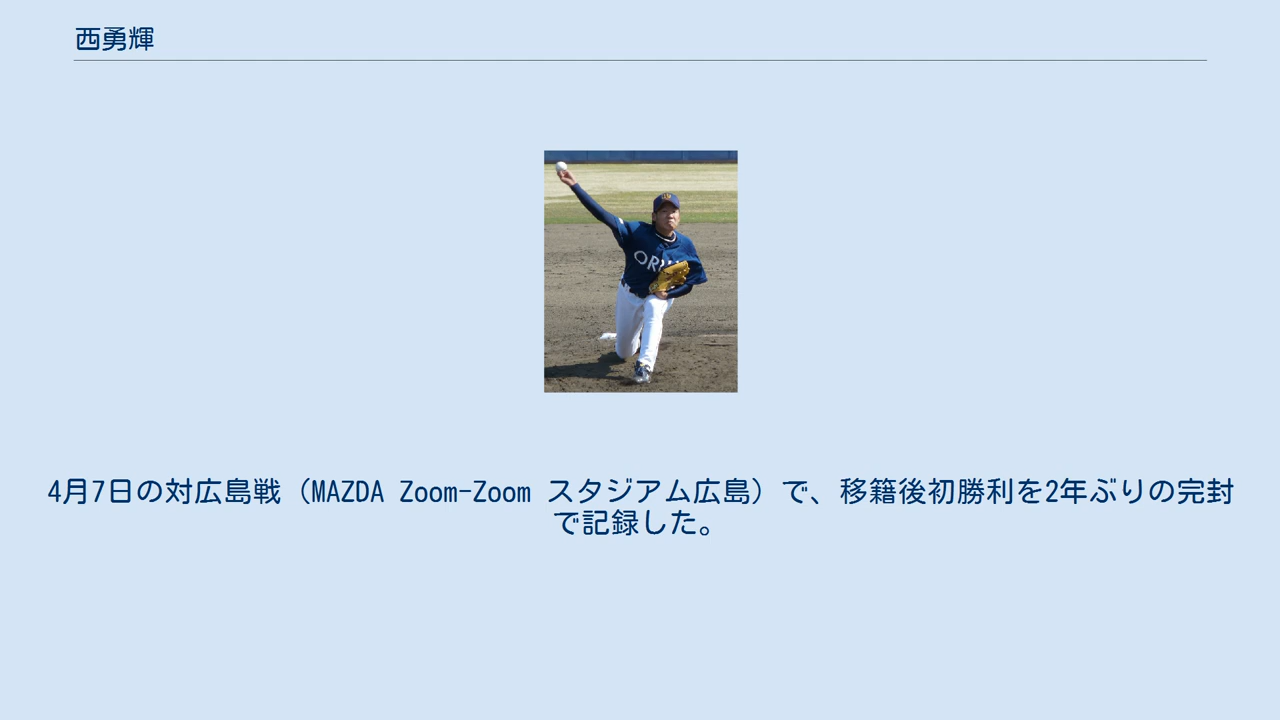 西勇輝
4月7日の対広島戦（MAZDA Zoom-Zoom スタジアム広島）で、移籍後初勝利を2年ぶりの完封
で記録した。